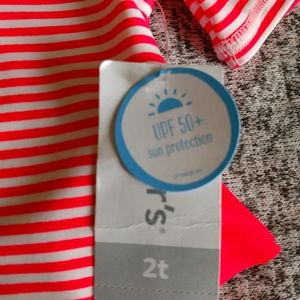 UPF 50+
sun protection
r's®
2t